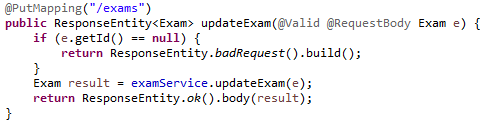 @PutMapping("/exams")
public ResponseEntity<Exam> updateExam(@Valid @RequestBody Exam e) {
    if (e.getId() == null) {
        return ResponseEntity.badRequest().build();
    }
    Exam result = examService.updateExam(e);
    return ResponseEntity.ok().body(result);
}